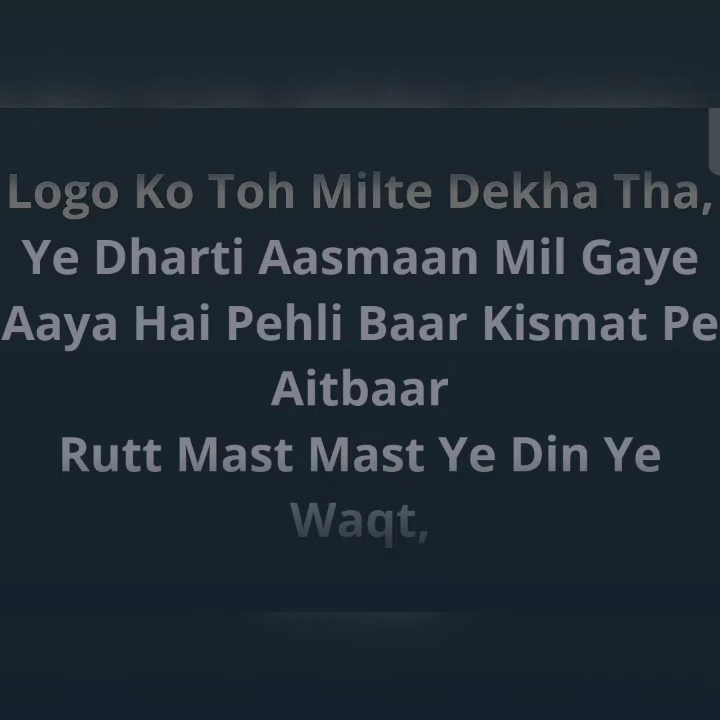 Logo Ko Toh Milte Dekha Tha,
Ye Dharti Aasmaan Mil Gaye
Aaya Hai Pehli Baar Kismat Pe
Aitbaar
Rutt Mast Mast Ye Din Ye
Waqt,